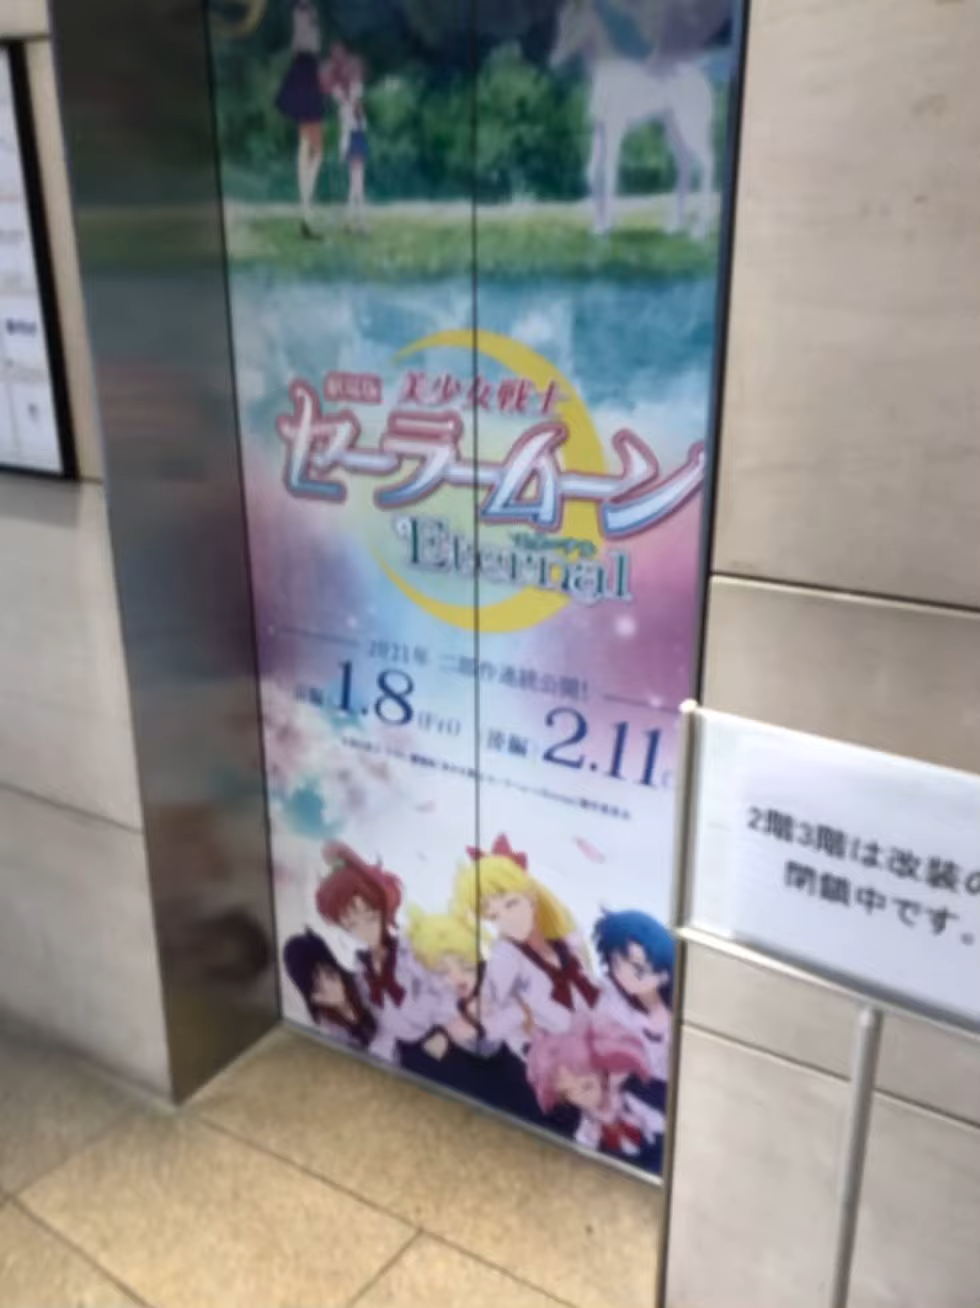 劇場版 美少女戦士
セーラームーン
Eternal
2021年 二部作連続公開!
前編 1.8 (Fri) 後編 2.11
2階3階は改装の
閉鎖中です。